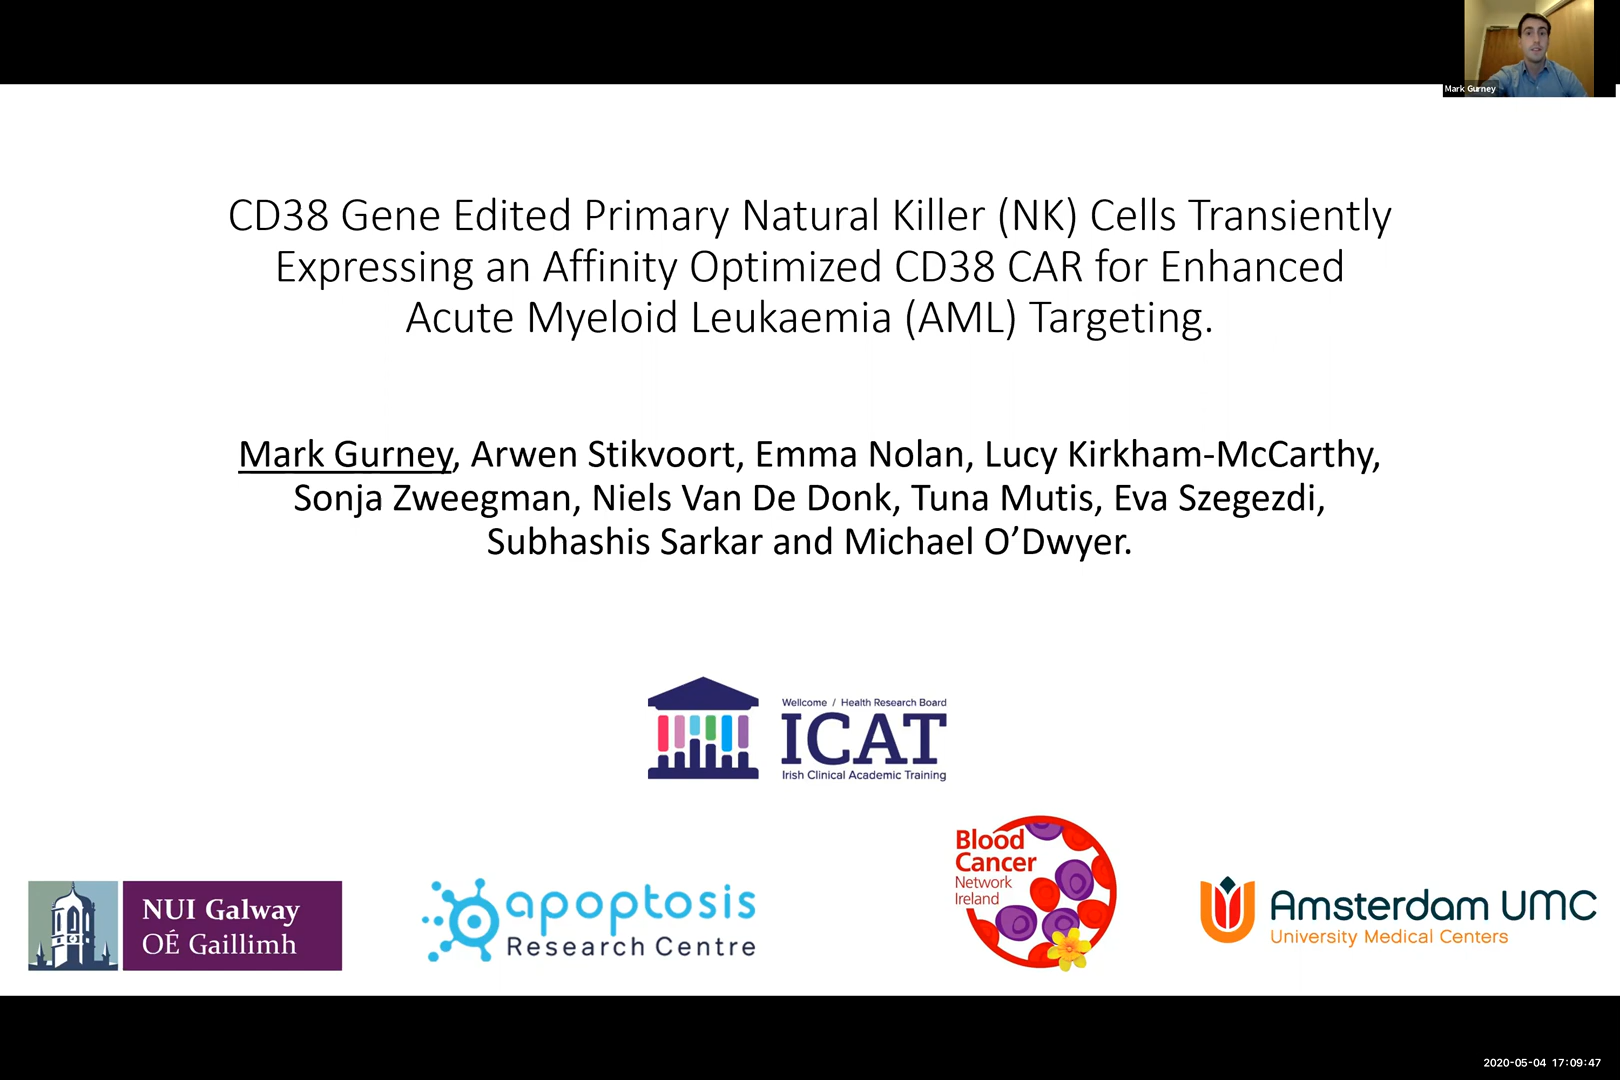 Mark Gurney
CD38 Gene Edited Primary Natural Killer (NK) Cells Transiently
Expressing an Affinity Optimized CD38 CAR for Enhanced
Acute Myeloid Leukaemia (AML) Targeting.
Mark Gurney, Arwen Stikvoort, Emma Nolan, Lucy Kirkham-McCarthy,
Sonja Zweegman, Niels Van De Donk, Tuna Mutis, Eva Szegezdi,
Subhashis Sarkar and Michael O’Dwyer.
Wellcome / Health Research Board
ICAT
Irish Clinical Academic Training
NUI Galway
OÉ Gaillimh
apoptosis
Research Centre
Blood
Cancer
Network
Ireland
Amsterdam UMC
University Medical Centers
2020-05-04 17:09:47